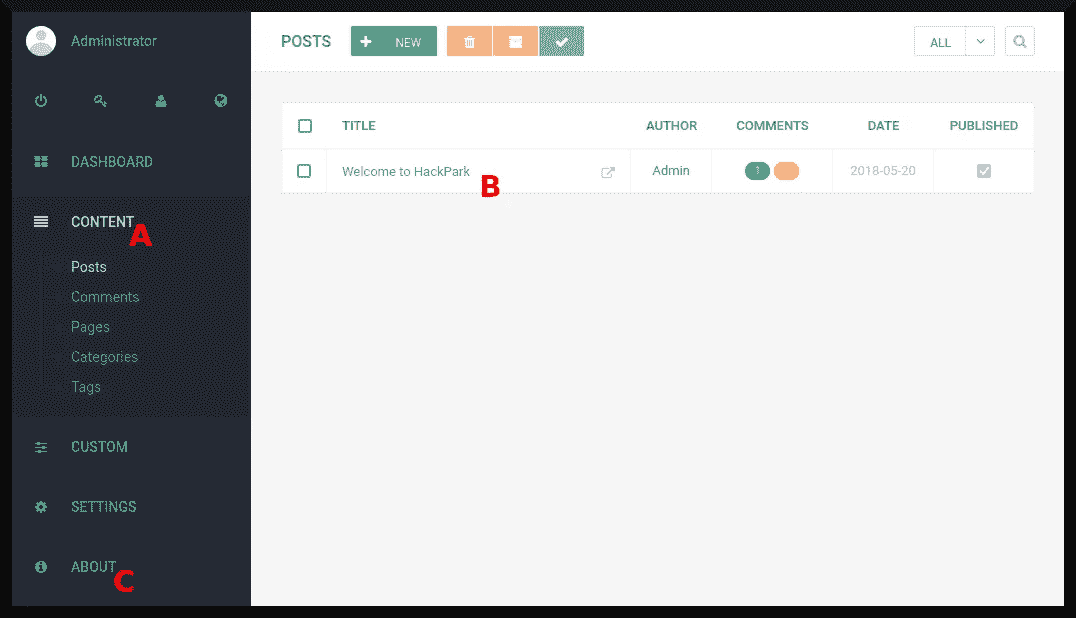 Administrator
POSTS
NEW
ALL
DASHBOARD
CONTENT
A
Posts
Comments
Pages
Categories
Tags
CUSTOM
SETTINGS
ABOUT
C
TITLE AUTHOR COMMENTS DATE PUBLISHED
Welcome to HackPark Admin 1 2018-05-20
B